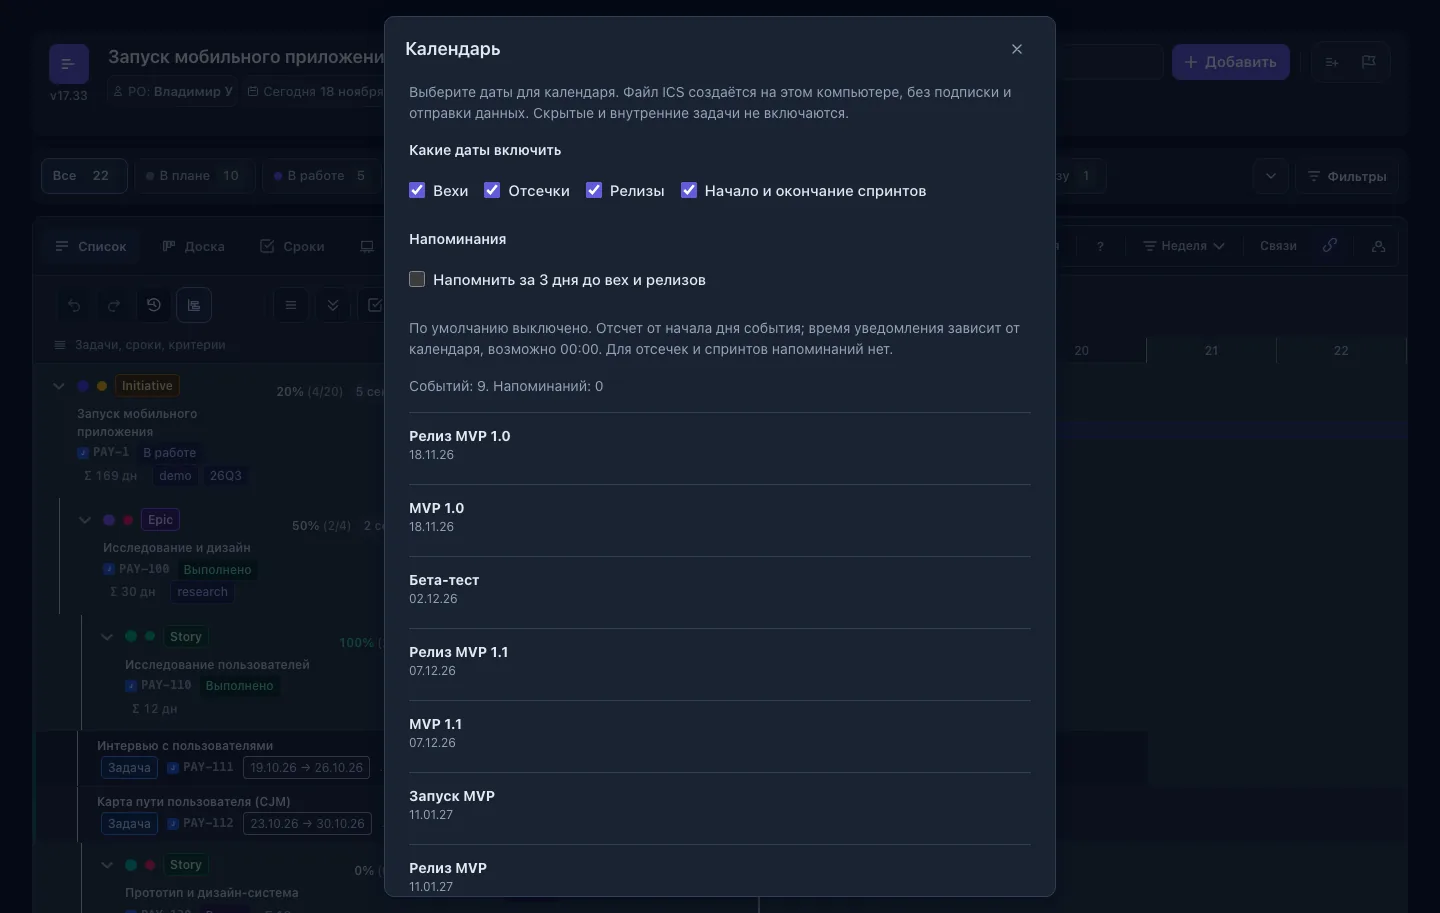 Запуск мобильного приложени
+ Добавить
v17.33
PO: Владимир У
Сегодня 18 ноября
Все 22
В плане 10
В работе 5
зу 1
Фильтры
Список
Доска
Сроки
?
Неделя
Связи
Задачи, сроки, критерии
20
21
22
Initiative
20% (4/20)
5 сен
Запуск мобильного
приложения
PAY-1
В работе
Σ 169 дн
demo
26Q3
Epic
50% (2/4)
Исследование и дизайн
PAY-100
Выполнено
Σ 30 дн
research
Story
100%
Исследование пользователей
PAY-110
Выполнено
Σ 12 дн
Интервью с пользователями
Задача
PAY-111
19.10.26 → 26.10.26
Карта пути пользователя (CJM)
Задача
PAY-112
23.10.26 → 30.10.26
Story
0%
Прототип и дизайн-система
Календарь
Выберите даты для календаря. Файл ICS создаётся на этом компьютере, без подписки и
отправки данных. Скрытые и внутренние задачи не включаются.
Какие даты включить
Вехи
Отсечки
Релизы
Начало и окончание спринтов
Напоминания
Напомнить за 3 дня до вех и релизов
По умолчанию выключено. Отсчет от начала дня события; время уведомления зависит от
календаря, возможно 00:00. Для отсечек и спринтов напоминаний нет.
Событий: 9. Напоминаний: 0
Релиз MVP 1.0
18.11.26
MVP 1.0
18.11.26
Бета-тест
02.12.26
Релиз MVP 1.1
07.12.26
MVP 1.1
07.12.26
Запуск MVP
11.01.27
Релиз MVP
11.01.27